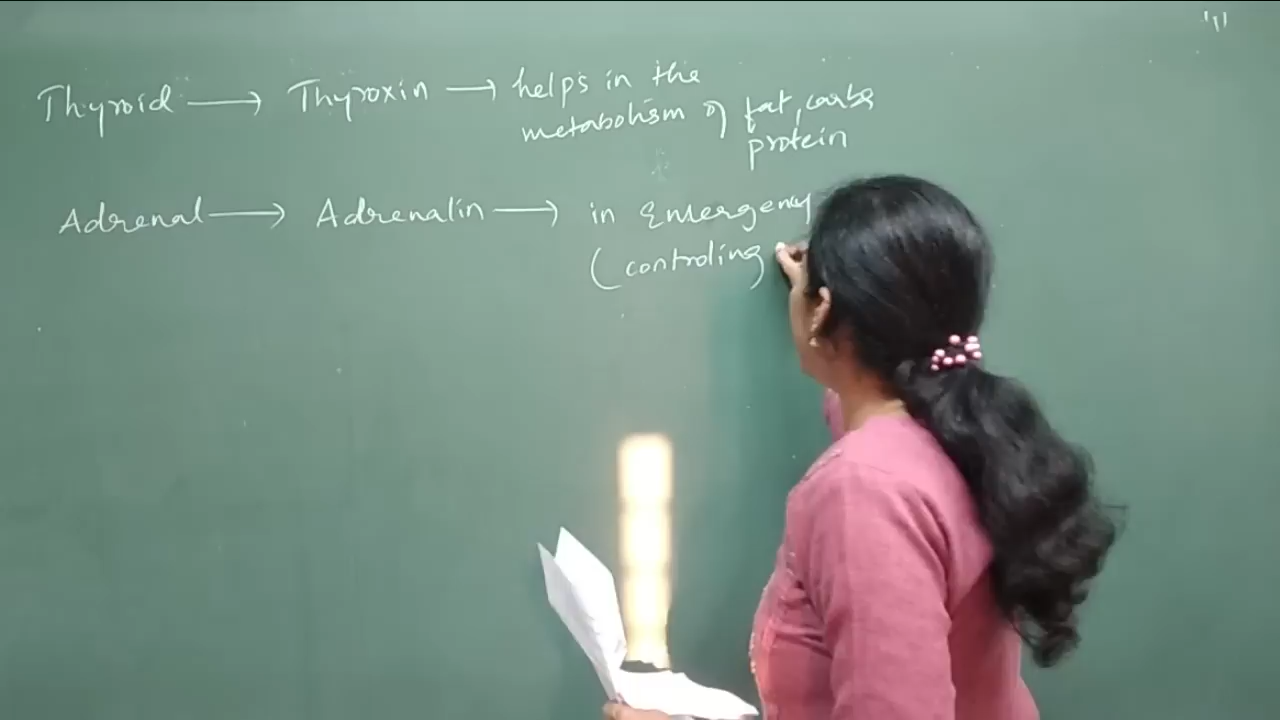 Thyroid → Thyroxin → helps in the
metabolism of fat, carbs
protein
Adrenal → Adrenalin → in Emergency
(controling